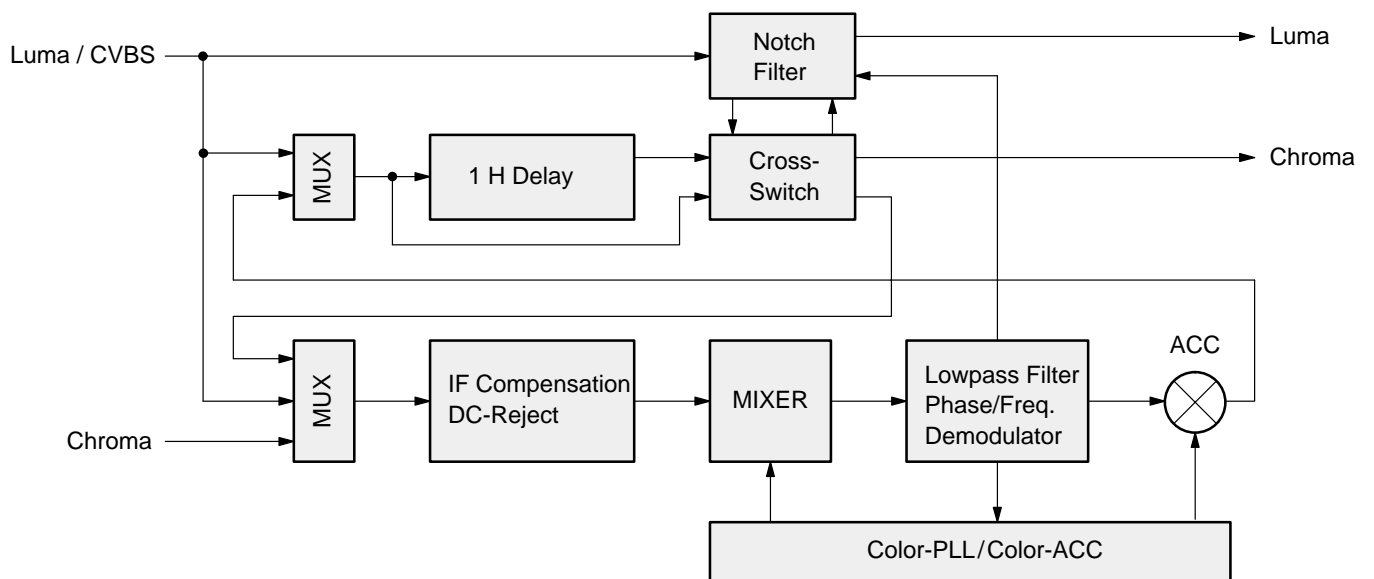 Luma / CVBS
Notch
Filter
Luma
MUX
1 H Delay
Cross-
Switch
Chroma
ACC
MUX
IF Compensation
DC-Reject
MIXER
Lowpass Filter
Phase/Freq.
Demodulator
Chroma
Color-PLL/Color-ACC